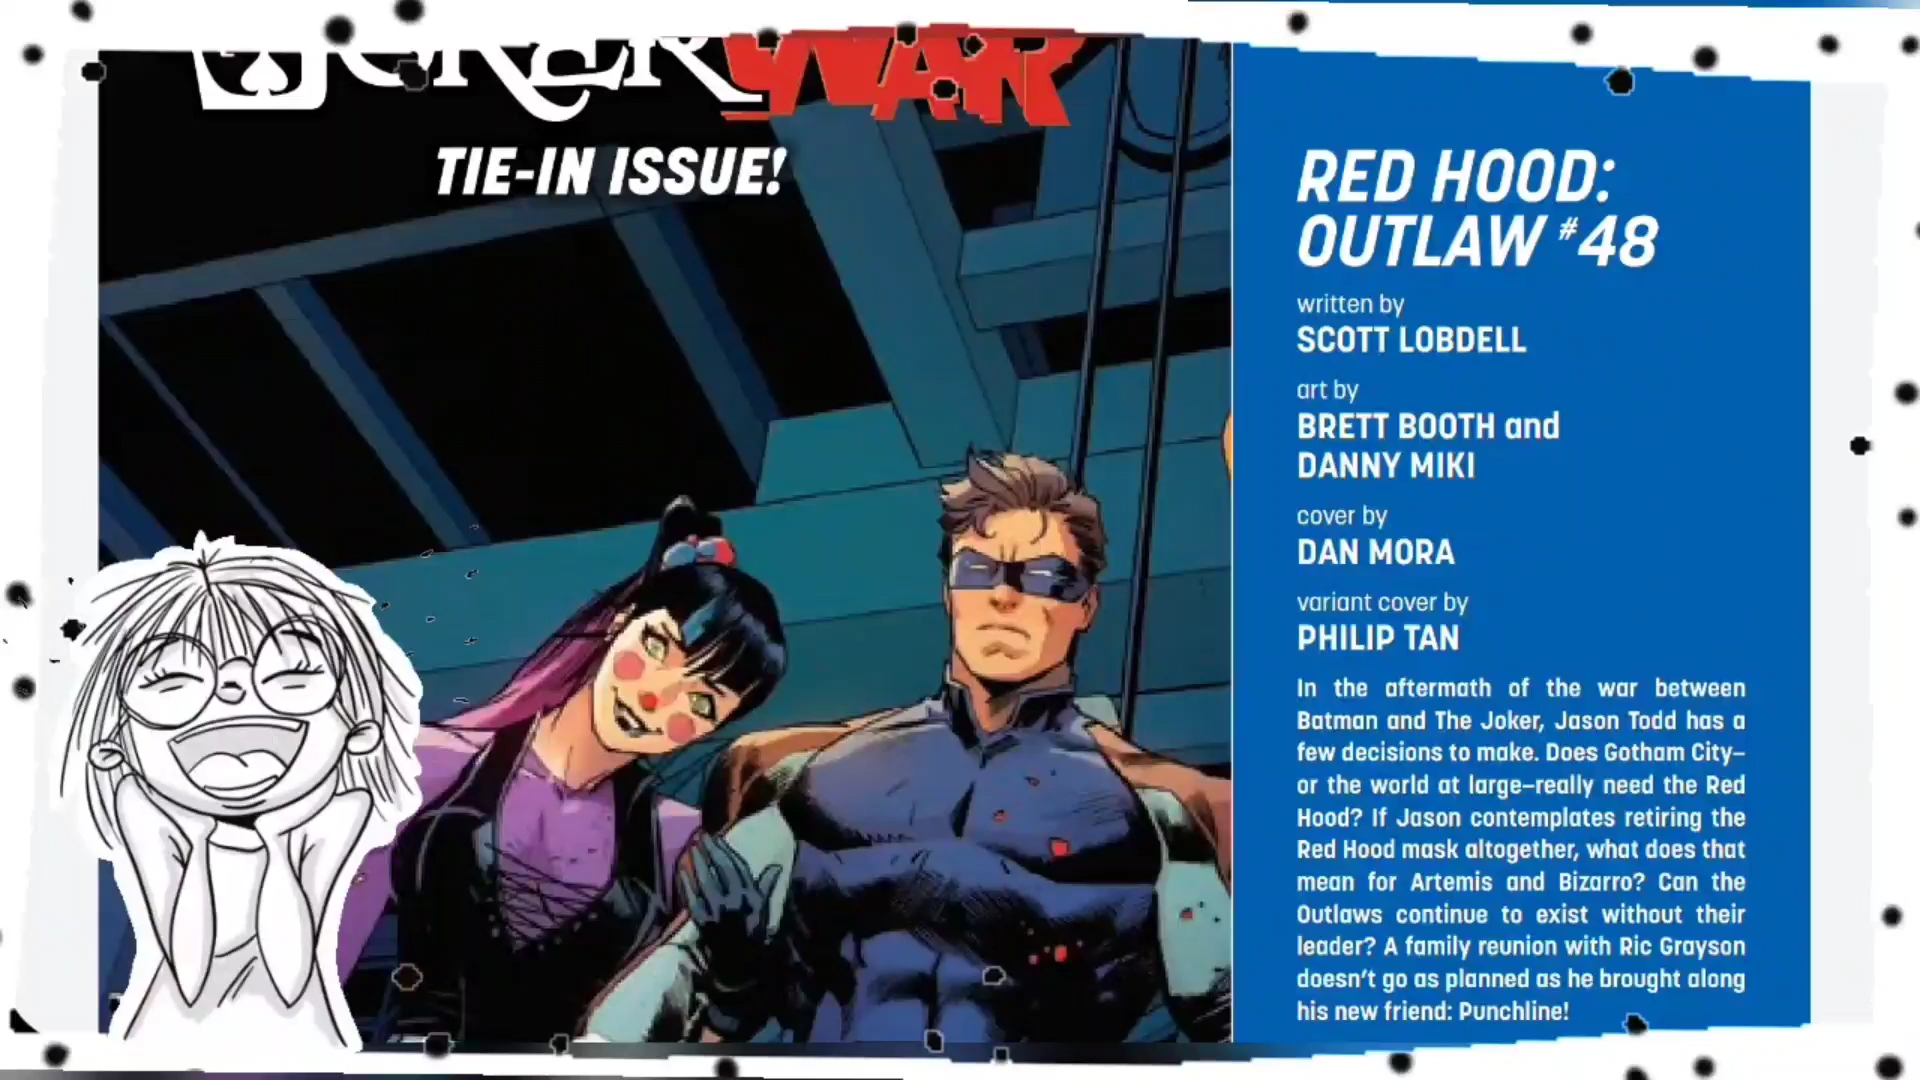 JOKER WAR
TIE-IN ISSUE!
RED HOOD:
OUTLAW #48
written by
SCOTT LOBDELL
art by
BRETT BOOTH and
DANNY MIKI
cover by
DAN MORA
variant cover by
PHILIP TAN
In the aftermath of the war between
Batman and The Joker, Jason Todd has a
few decisions to make. Does Gotham City–
or the world at large–really need the Red
Hood? If Jason contemplates retiring the
Red Hood mask altogether, what does that
mean for Artemis and Bizarro? Can the
Outlaws continue to exist without their
leader? A family reunion with Ric Grayson
doesn't go as planned as he brought along
his new friend: Punchline!